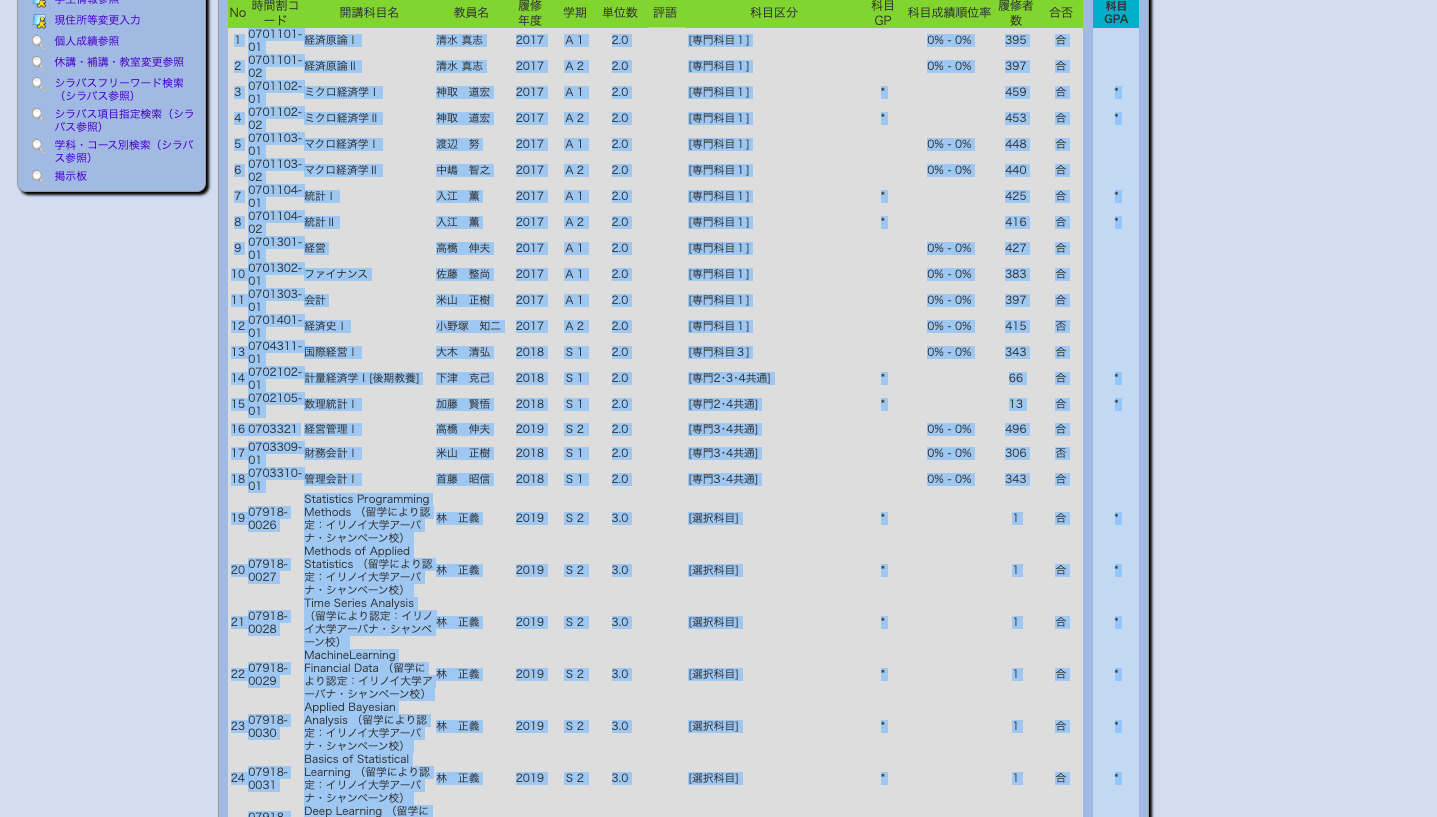 学生情報参照
現住所等変更入力
個人成績参照
休講・補講・教室変更参照
シラバスフリーワード検索
（シラバス参照）
シラバス項目指定検索（シラ
バス参照）
学科・コース別検索（シラバ
ス参照）
掲示板
No 時間割コード 開講科目名 教員名 履修年度 学期 単位数 評語 科目区分 科目GP 科目成績順位率 履修者数 合否 科目GPA
1 0701101-01 経済原論Ⅰ 清水 真志 2017 A 1 2.0 [専門科目１] 0% - 0% 395 合
2 0701101-02 経済原論Ⅱ 清水 真志 2017 A 2 2.0 [専門科目１] 0% - 0% 397 合
3 0701102-01 ミクロ経済学Ⅰ 神取　道宏 2017 A 1 2.0 [専門科目１] * 459 合 *
4 0701102-02 ミクロ経済学Ⅱ 神取　道宏 2017 A 2 2.0 [専門科目１] * 453 合 *
5 0701103-01 マクロ経済学Ⅰ 渡辺　努 2017 A 1 2.0 [専門科目１] 0% - 0% 448 合
6 0701103-02 マクロ経済学Ⅱ 中嶋　智之 2017 A 2 2.0 [専門科目１] 0% - 0% 440 合
7 0701104-01 統計Ⅰ 入江　薫 2017 A 1 2.0 [専門科目１] * 425 合 *
8 0701104-02 統計Ⅱ 入江　薫 2017 A 2 2.0 [専門科目１] * 416 合 *
9 0701301-01 経営 高橋　伸夫 2017 A 1 2.0 [専門科目１] 0% - 0% 427 合
10 0701302-01 ファイナンス 佐藤　整尚 2017 A 1 2.0 [専門科目１] 0% - 0% 383 合
11 0701303-01 会計 米山　正樹 2017 A 1 2.0 [専門科目１] 0% - 0% 397 合
12 0701401-01 経済史Ⅰ 小野塚　知二 2017 A 2 2.0 [専門科目１] 0% - 0% 415 否
13 0704311-01 国際経営Ⅰ 大木　清弘 2018 S 1 2.0 [専門科目３] 0% - 0% 343 合
14 0702102-01 計量経済学Ⅰ[後期教養] 下津　克己 2018 S 1 2.0 [専門2･3･4共通] * 66 合 *
15 0702105-01 数理統計Ⅰ 加藤　賢悟 2018 S 1 2.0 [専門2･4共通] * 13 合 *
16 0703321 経営管理Ⅰ 高橋　伸夫 2019 S 2 2.0 [専門3･4共通] 0% - 0% 496 合
17 0703309-01 財務会計Ⅰ 米山　正樹 2018 S 1 2.0 [専門3･4共通] 0% - 0% 306 否
18 0703310-01 管理会計Ⅰ 首藤　昭信 2018 S 1 2.0 [専門3･4共通] 0% - 0% 343 合
19 07918-0026 Statistics Programming Methods （留学により認定：イリノイ大学アーバナ・シャンペーン校） 林　正義 2019 S 2 3.0 [選択科目] * 1 合 *
20 07918-0027 Methods of Applied Statistics （留学により認定：イリノイ大学アーバナ・シャンペーン校） 林　正義 2019 S 2 3.0 [選択科目] * 1 合 *
21 07918-0028 Time Series Analysis （留学により認定：イリノイ大学アーバナ・シャンペーン校） 林　正義 2019 S 2 3.0 [選択科目] * 1 合 *
22 07918-0029 MachineLearning Financial Data （留学により認定：イリノイ大学アーバナ・シャンペーン校） 林　正義 2019 S 2 3.0 [選択科目] * 1 合 *
23 07918-0030 Applied Bayesian Analysis （留学により認定：イリノイ大学アーバナ・シャンペーン校） 林　正義 2019 S 2 3.0 [選択科目] * 1 合 *
24 07918-0031 Basics of Statistical Learning （留学により認定：イリノイ大学アーバナ・シャンペーン校） 林　正義 2019 S 2 3.0 [選択科目] * 1 合 *
07918- Deep Learning （留学に